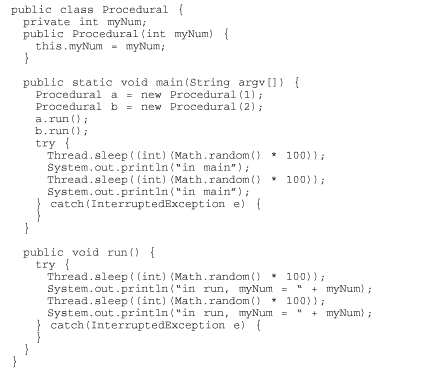 public class Procedural {
  private int myNum;
  public Procedural(int myNum) {
    this.myNum = myNum;
  }

  public static void main(String argv[]) {
    Procedural a = new Procedural(1);
    Procedural b = new Procedural(2);
    a.run();
    b.run();
    try {
      Thread.sleep((int)(Math.random() * 100));
      System.out.println(“in main”);
      Thread.sleep((int)(Math.random() * 100));
      System.out.println(“in main”);
    } catch(InterruptedException e) {
    }
  }

  public void run() {
    try {
      Thread.sleep((int)(Math.random() * 100));
      System.out.println(“in run, myNum = “ + myNum);
      Thread.sleep((int)(Math.random() * 100));
      System.out.println(“in run, myNum = “ + myNum);
    } catch(InterruptedException e) {
    }
  }
}